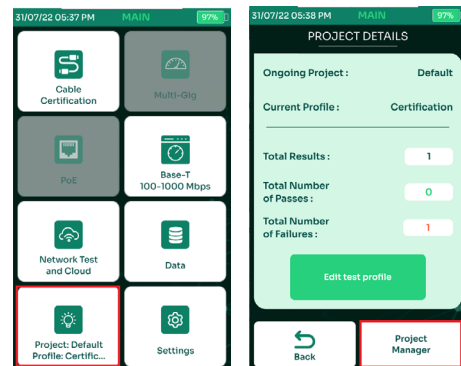 31/07/22 05:37 PM MAIN 97%
Cable
Certification
Multi-Gig
PoE
Base-T
100-1000 Mbps
Network Test
and Cloud
Data
Project: Default
Profile: Certific...
Settings
31/07/22 05:38 PM MAIN 97%
PROJECT DETAILS
Ongoing Project : Default
Current Profile : Certification
Total Results : 1
Total Number
of Passes : 0
Total Number
of Failures : 1
Edit test profile
Back
Project
Manager